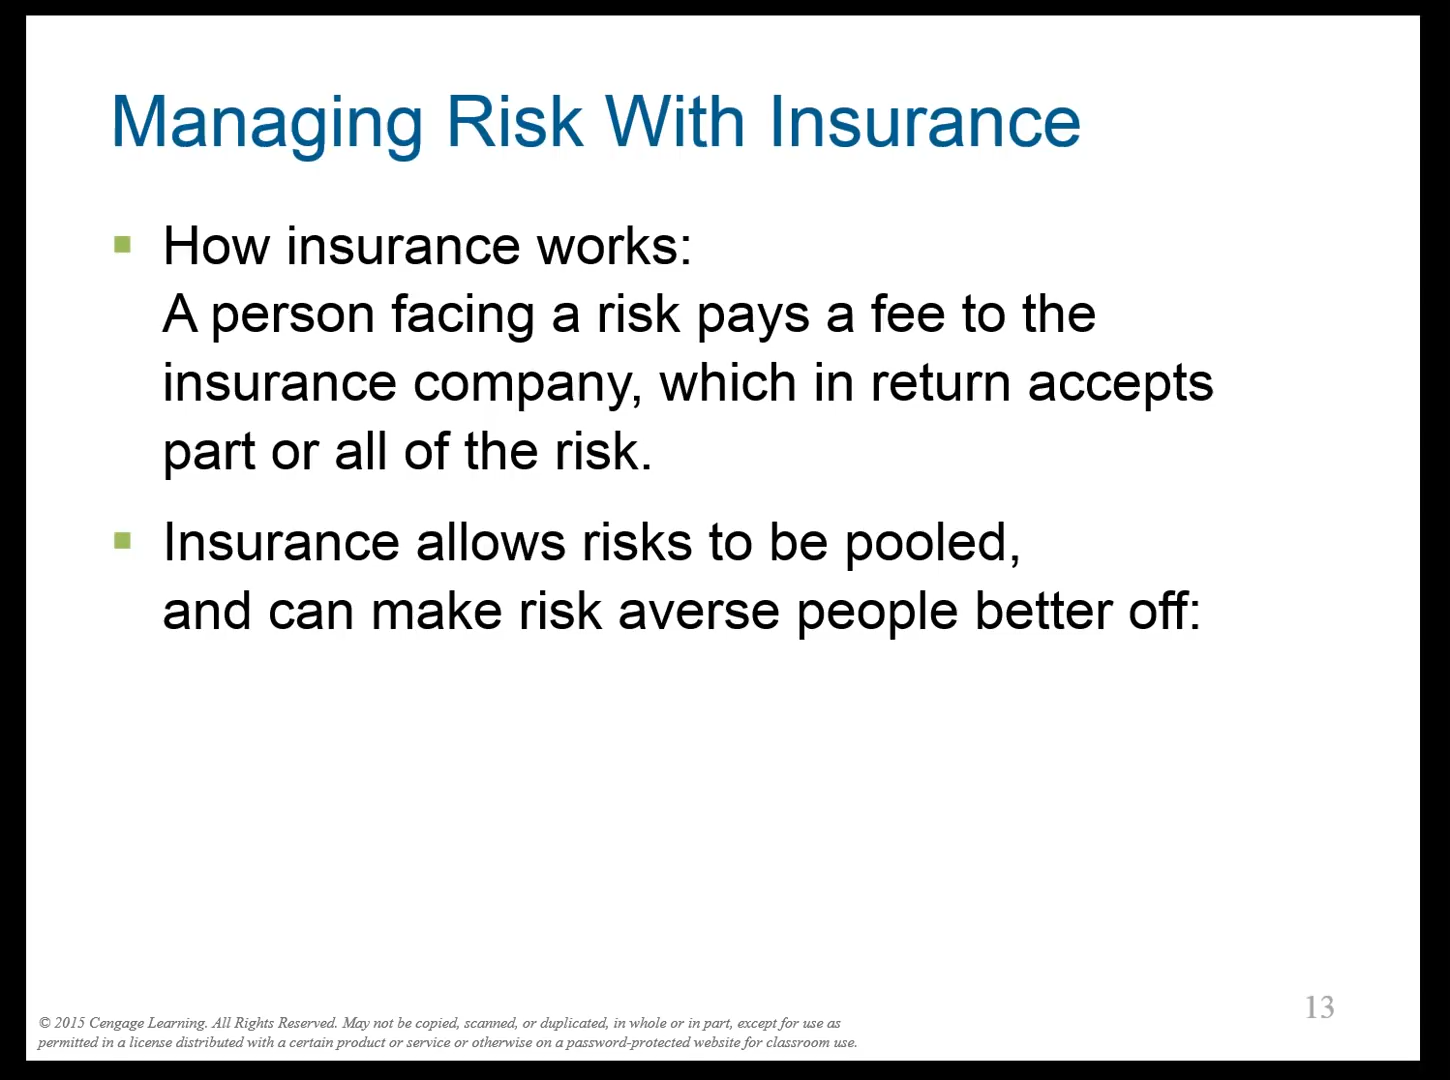 Managing Risk With Insurance
▪ How insurance works:
A person facing a risk pays a fee to the
insurance company, which in return accepts
part or all of the risk.
▪ Insurance allows risks to be pooled,
and can make risk averse people better off:
13
© 2015 Cengage Learning. All Rights Reserved. May not be copied, scanned, or duplicated, in whole or in part, except for use as
permitted in a license distributed with a certain product or service or otherwise on a password-protected website for classroom use.